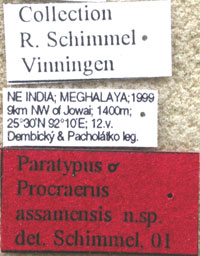 Collection
R. Schimmel
Vinningen
NE INDIA; MEGHALAYA; 1999
9km NW of Jowai; 1400m;
25°30'N 92°10'E; 12.v.
Dembický & Pacholátko leg.
Paratypus ♂
Procraerus
assamensis n.sp.
det. Schimmel, 01